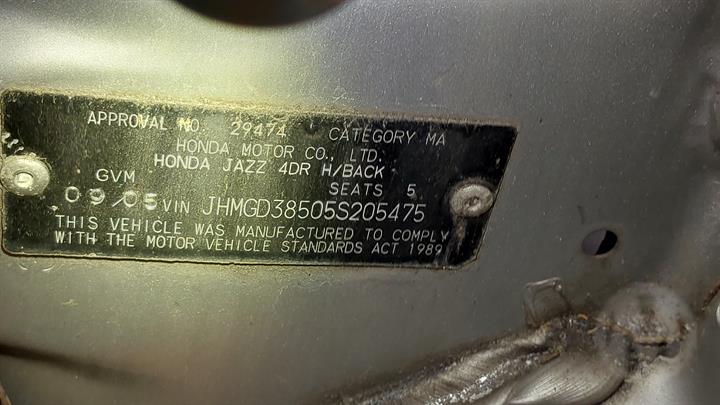 APPROVAL NO. 29474 CATEGORY MA
HONDA MOTOR CO., LTD.
HONDA JAZZ 4DR H/BACK
GVM SEATS 5
09/05 VIN JHMGD38505S205475
THIS VEHICLE WAS MANUFACTURED TO COMPLY
WITH THE MOTOR VEHICLE STANDARDS ACT 1989